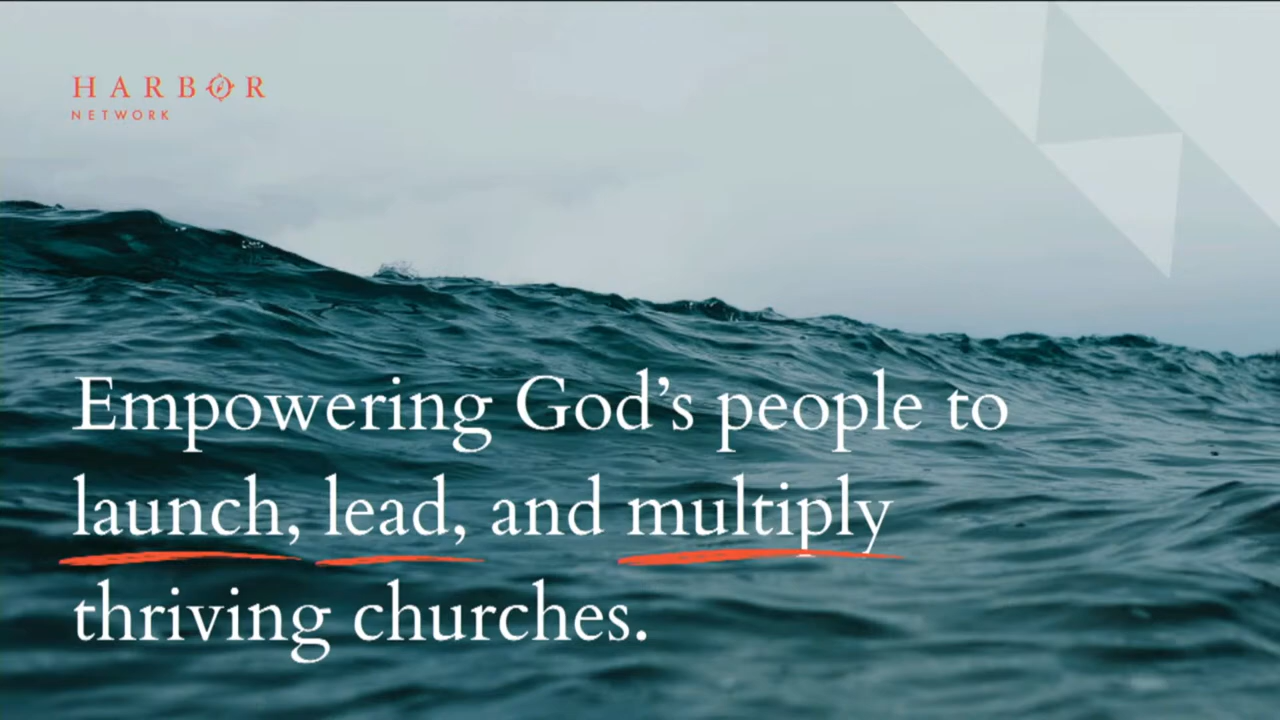 HARBOR
NETWORK
Empowering God’s people to
launch, lead, and multiply
thriving churches.